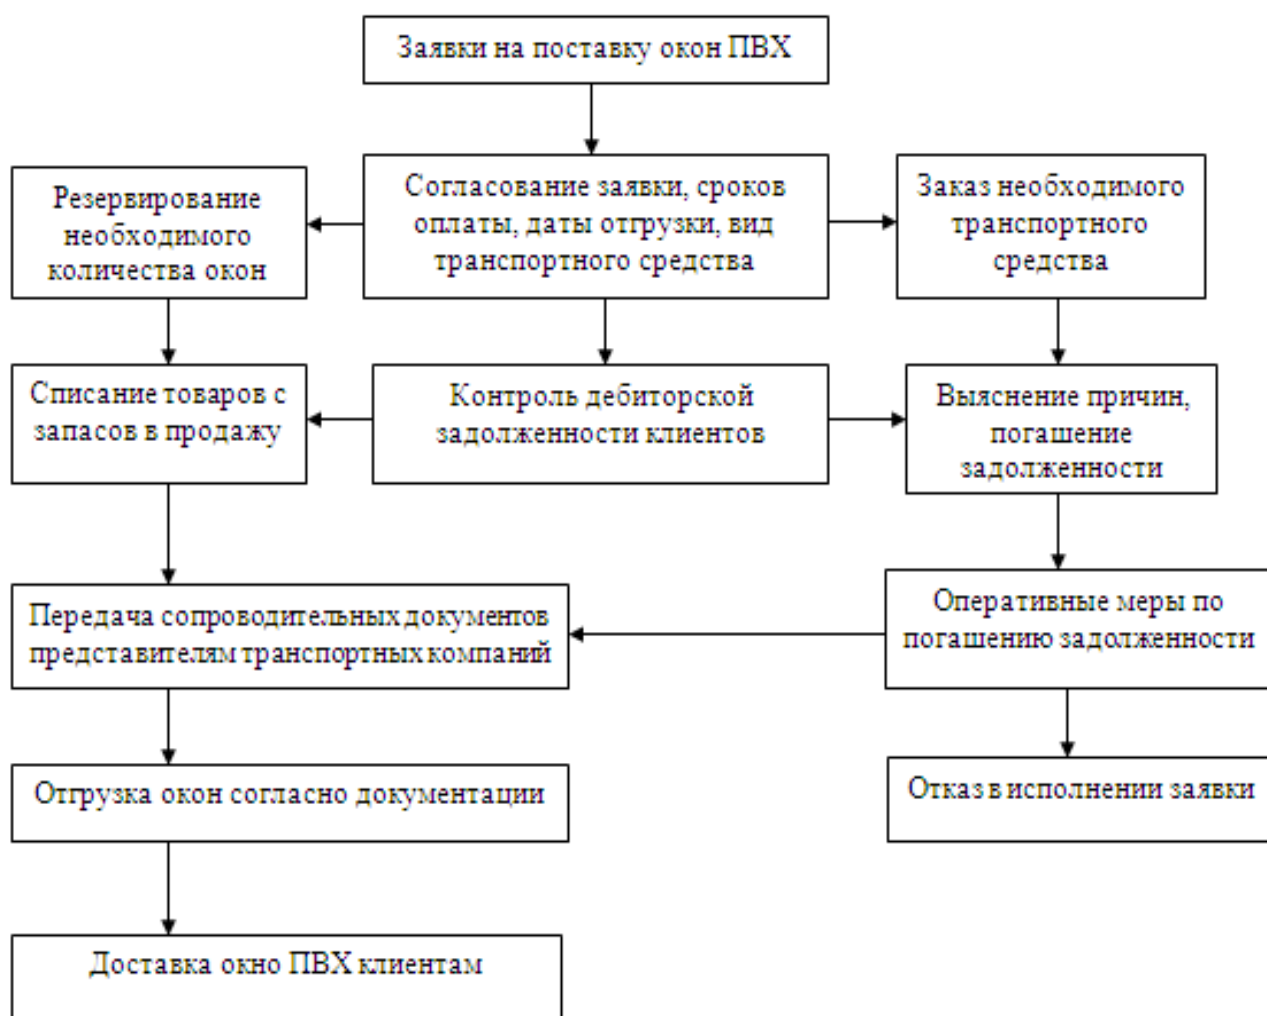 Заявки на поставку окон ПВХ
Резервирование
необходимого
количества окон
Согласование заявки, сроков
оплаты, даты отгрузки, вид
транспортного средства
Заказ необходимого
транспортного
средства
Списание товаров с
запасов в продажу
Контроль дебиторской
задолженности клиентов
Выяснение причин,
погашение
задолженности
Передача сопроводительных документов
представителям транспортных компаний
Оперативные меры по
погашению задолженности
Отгрузка окон согласно документации
Отказ в исполнении заявки
Доставка окно ПВХ клиентам